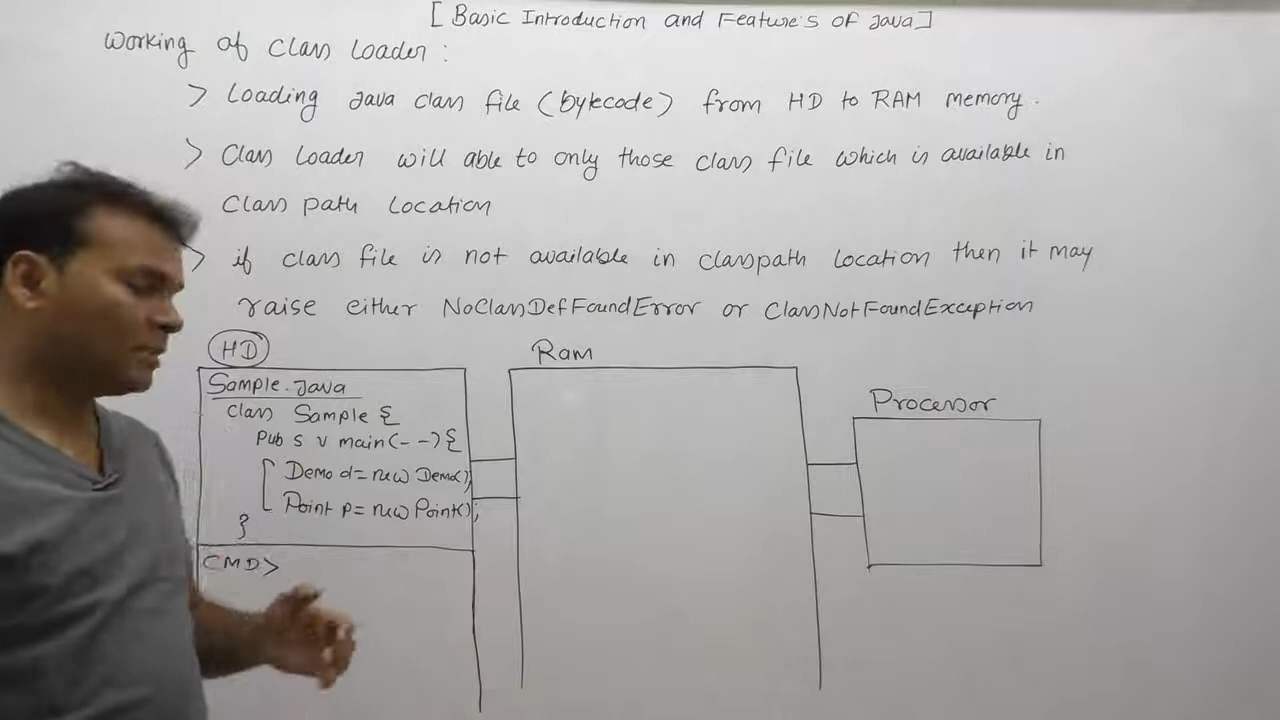 [Basic Introduction and Feature's of Java]
Working of Class Loader :
> Loading Java class file (bytecode) from HD to RAM memory.
> Class Loader will able to only those class file which is available in
Class path Location
> if class file is not available in classpath Location then it may
raise either NoClassDefFoundError or ClassNotFoundException
HD
Ram
Processor
Sample.Java
class Sample {
Pub s v main(- -) {
Demo d = new Demo();
Point p = new Point();
}
CMD>